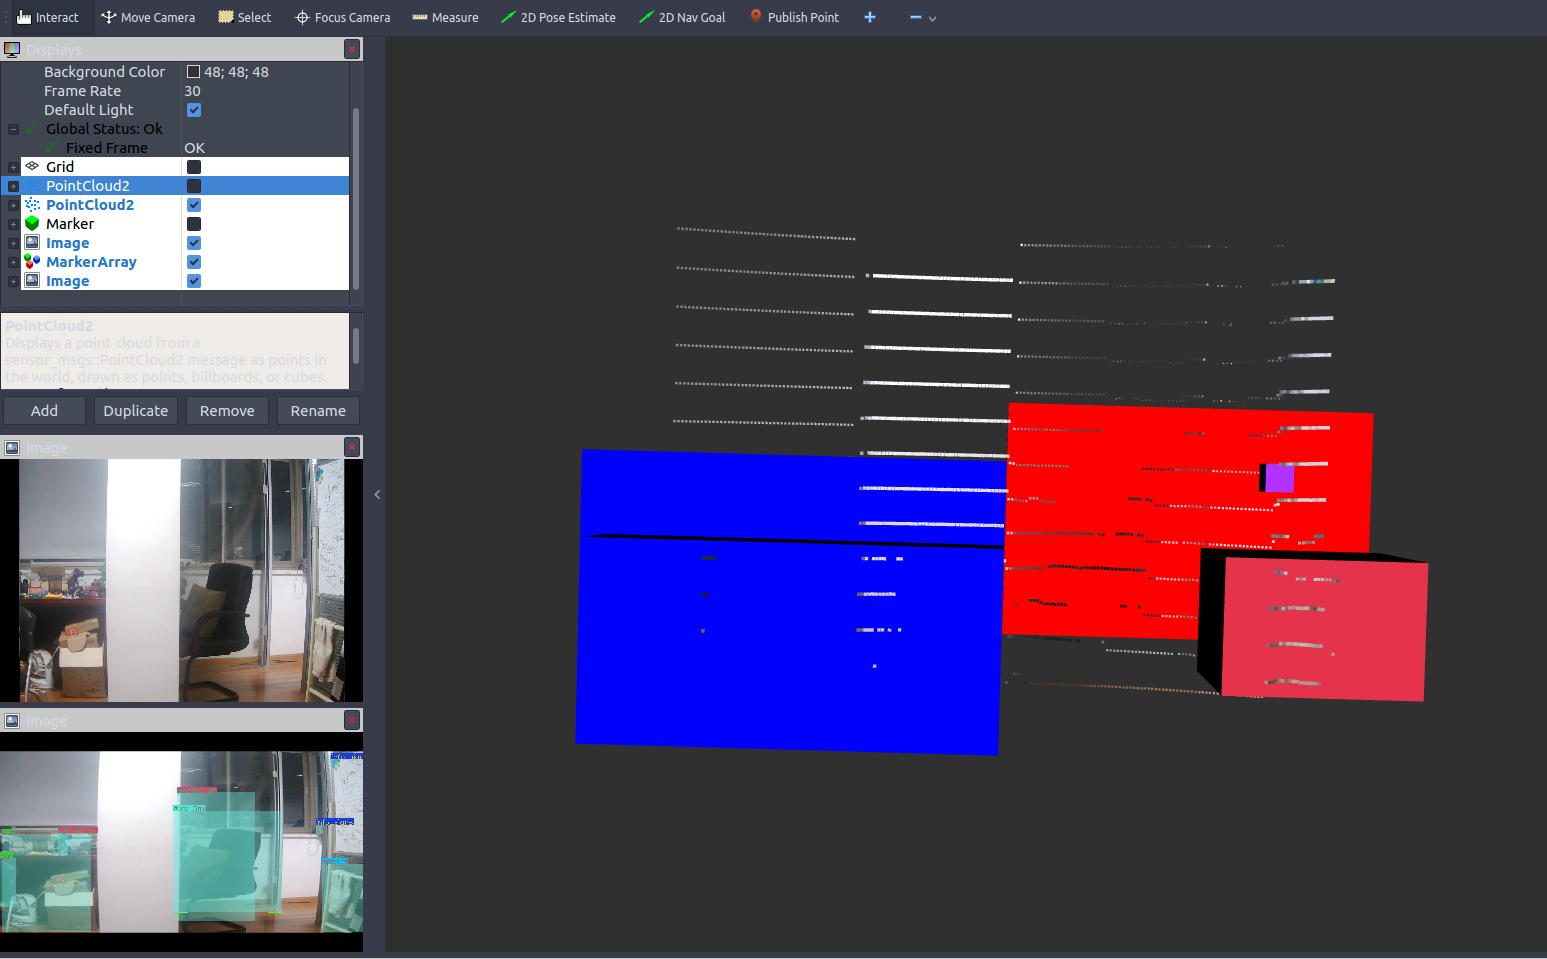 Interact Move Camera Select Focus Camera Measure 2D Pose Estimate 2D Nav Goal Publish Point
Displays
Background Color 48; 48; 48
Frame Rate 30
Default Light
Global Status: Ok
Fixed Frame OK
Grid
PointCloud2
PointCloud2
Marker
Image
MarkerArray
Image
PointCloud2
Displays a point cloud from a
sensor_msgs::PointCloud2 message as points in
the world, drawn as points, billboards, or cubes.
Add Duplicate Remove Rename
Image
Image